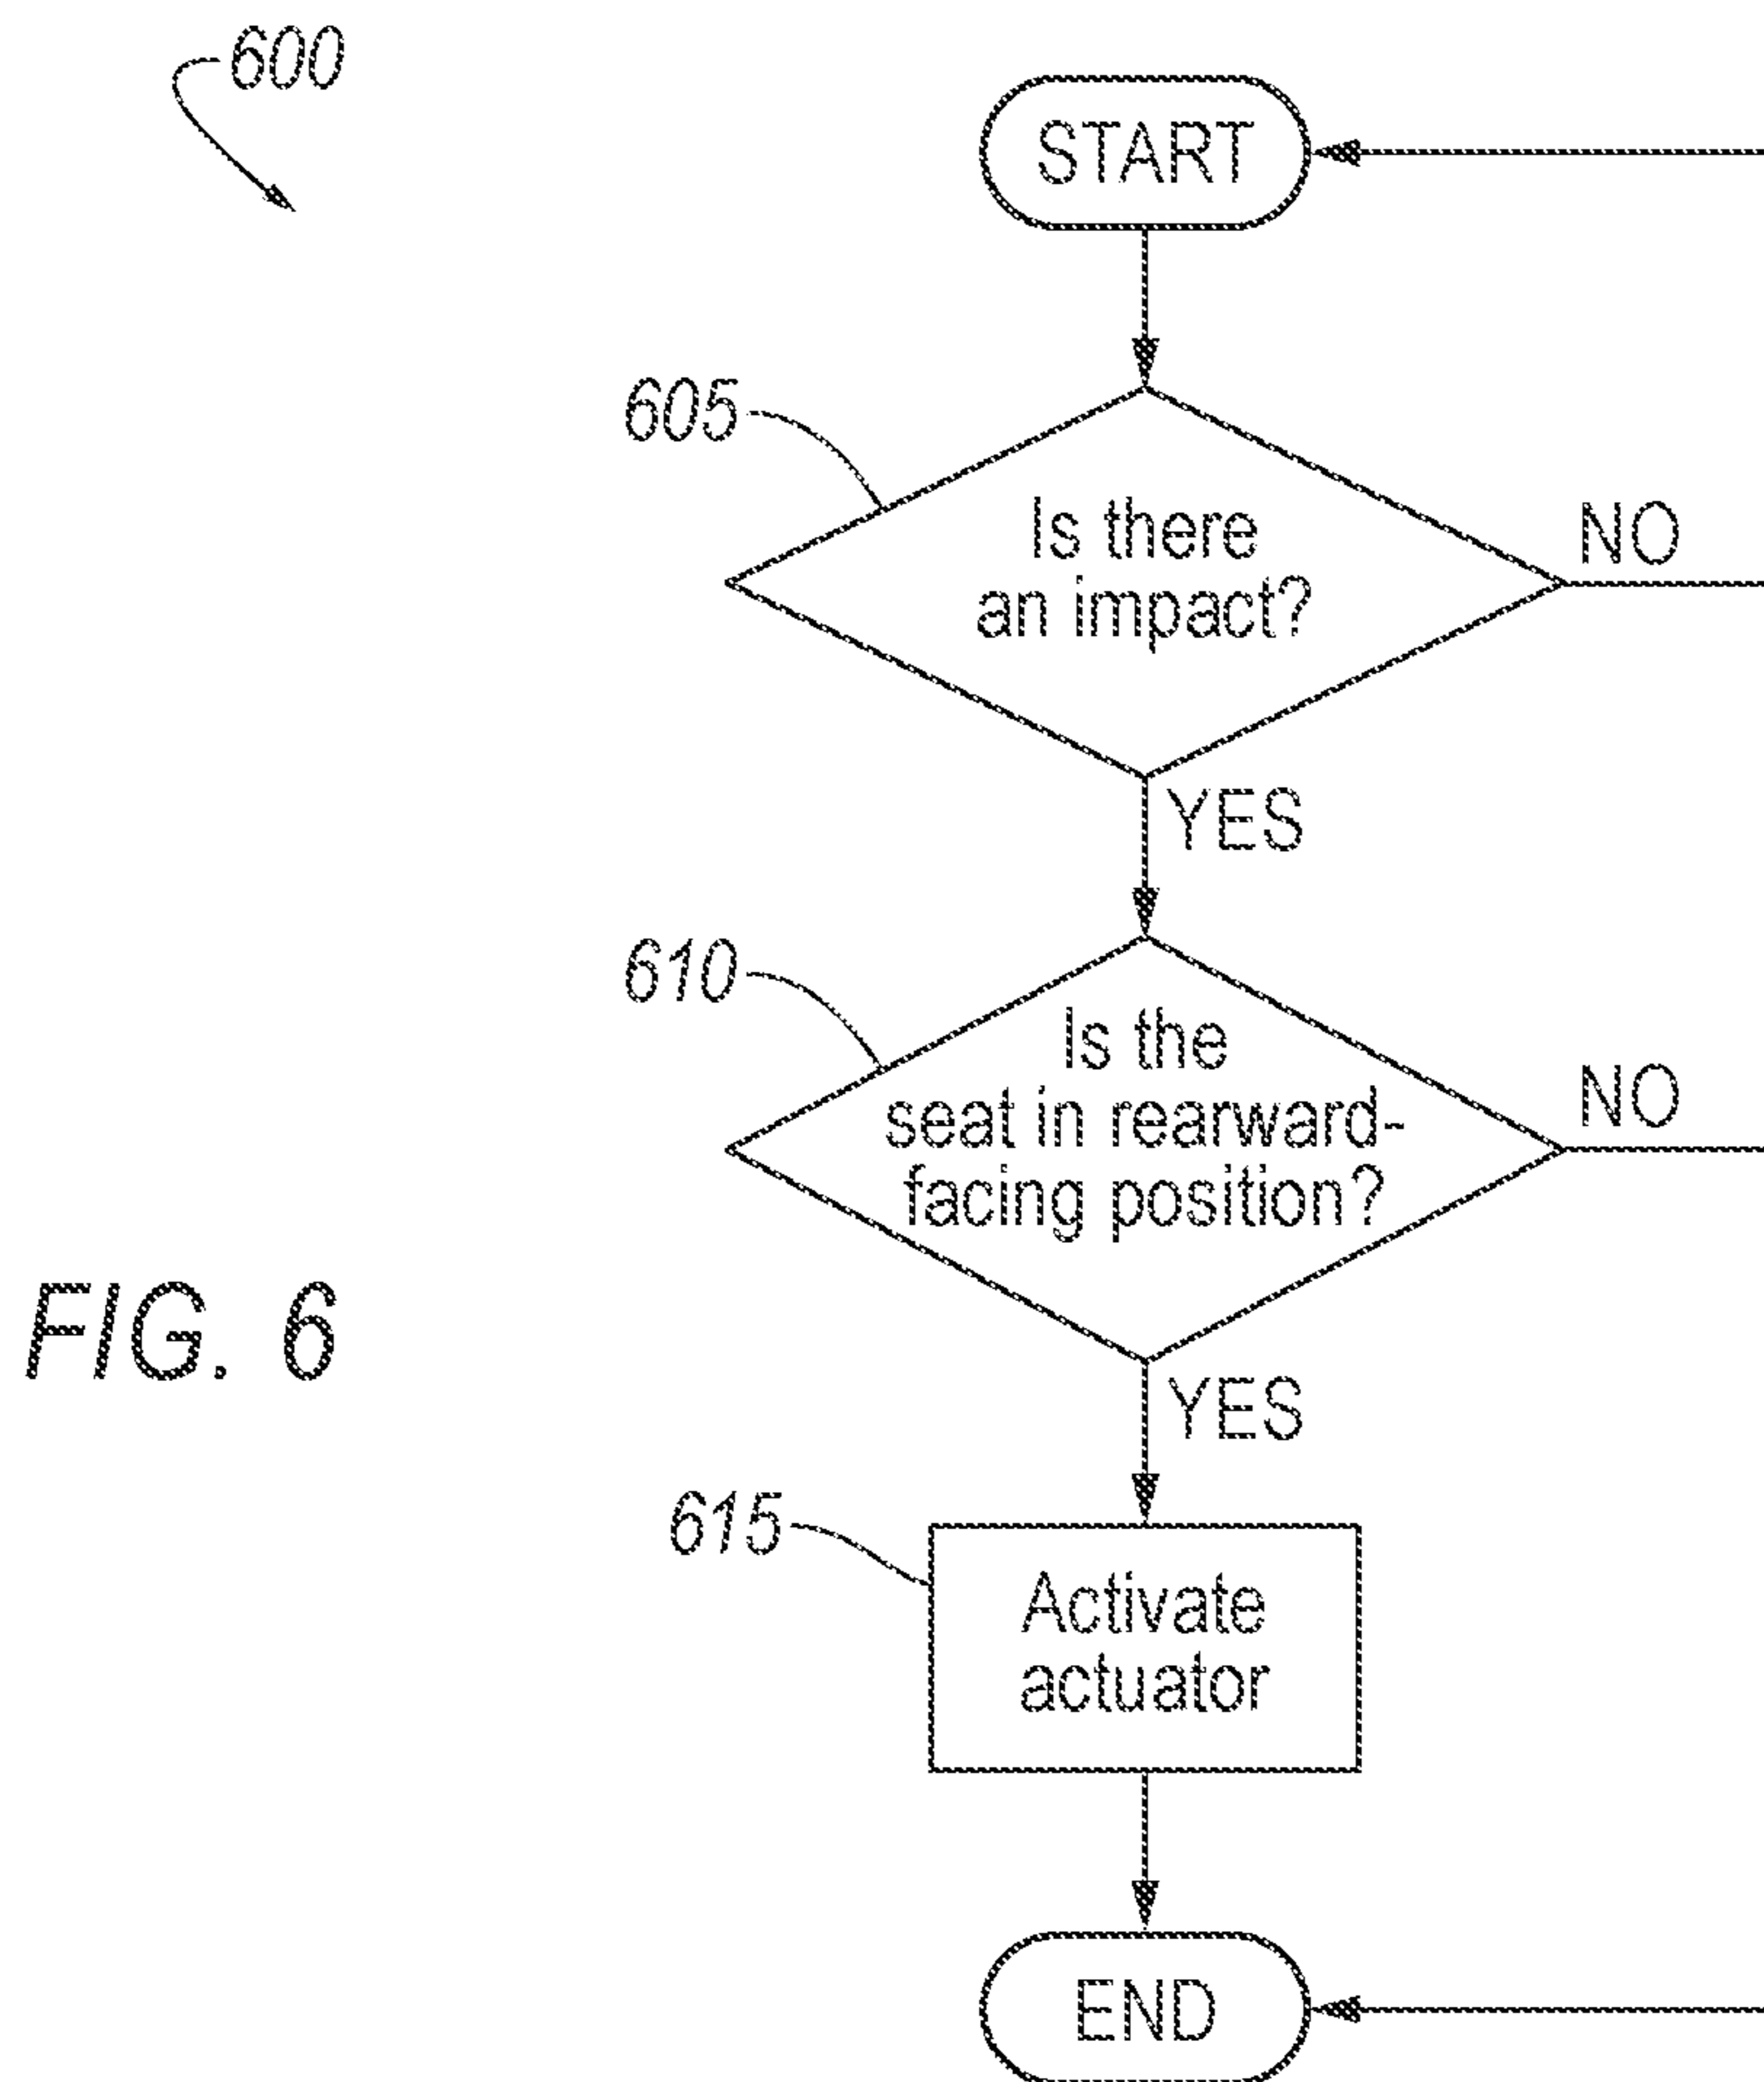 600
START
605
Is there
an impact?
NO
YES
610
Is the
seat in rearward-
facing position?
NO
FIG. 6
YES
615
Activate
actuator
END